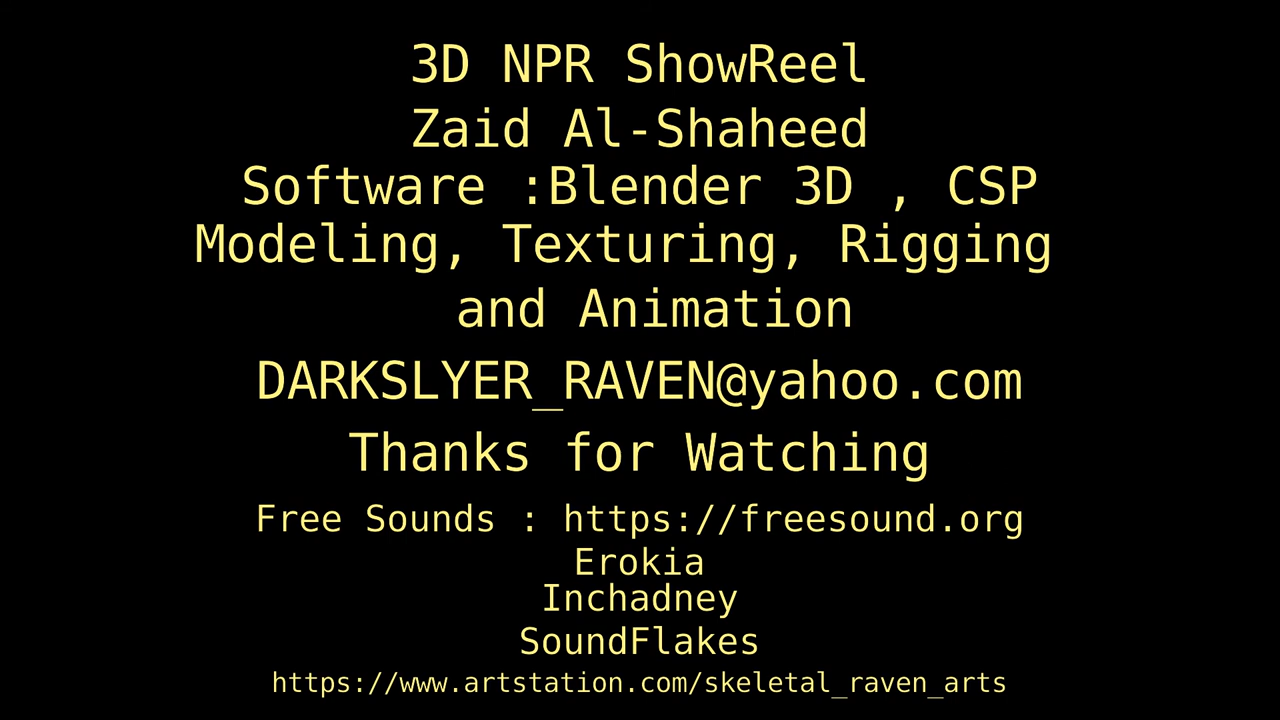 3D NPR ShowReel
Zaid Al-Shaheed
Software :Blender 3D , CSP
Modeling, Texturing, Rigging
and Animation
DARKSLYER_RAVEN@yahoo.com
Thanks for Watching
Free Sounds : https://freesound.org
Erokia
Inchadney
SoundFlakes
https://www.artstation.com/skeletal_raven_arts